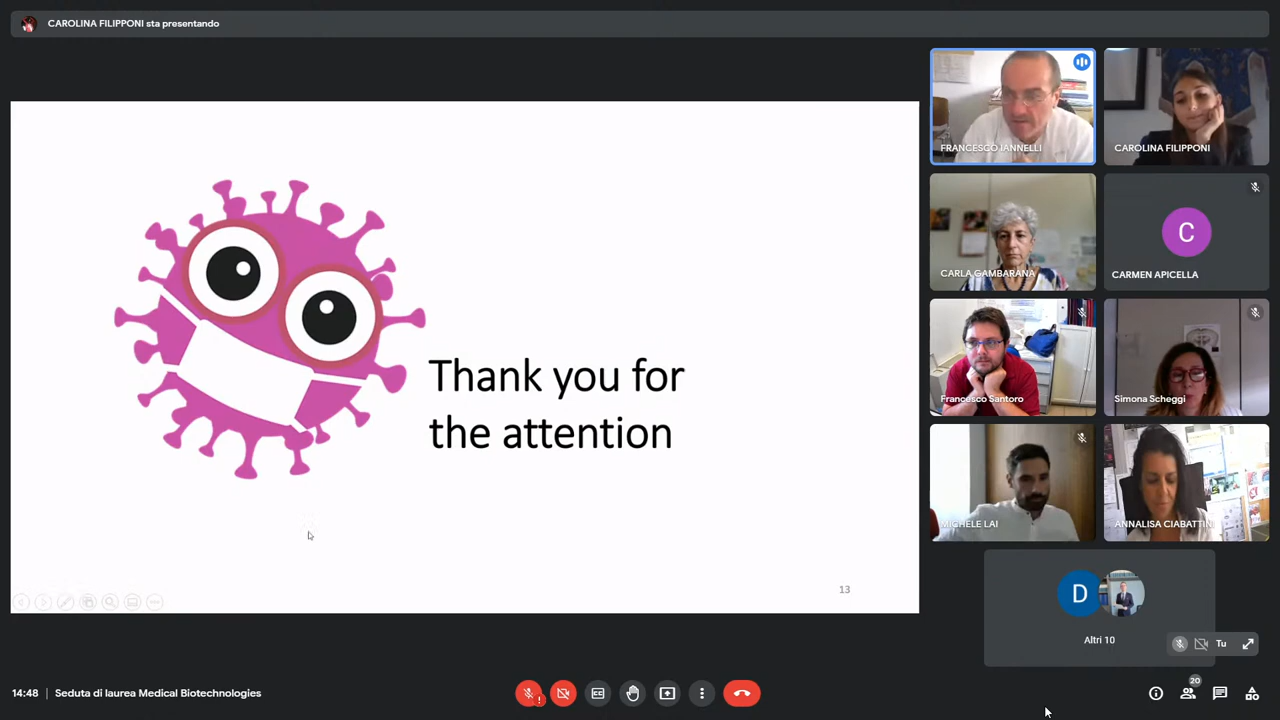 CAROLINA FILIPPONI sta presentando
FRANCESCO IANNELLI
CAROLINA FILIPPONI
CARLA GAMBARANA
C
CARMEN APICELLA
Francesco Santoro
Simona Scheggi
MICHELE LAI
ANNALISA CIABATTINI
Thank you for
the attention
13
D
Altri 10
Tu
14:48
Seduta di laurea Medical Biotechnologies
20